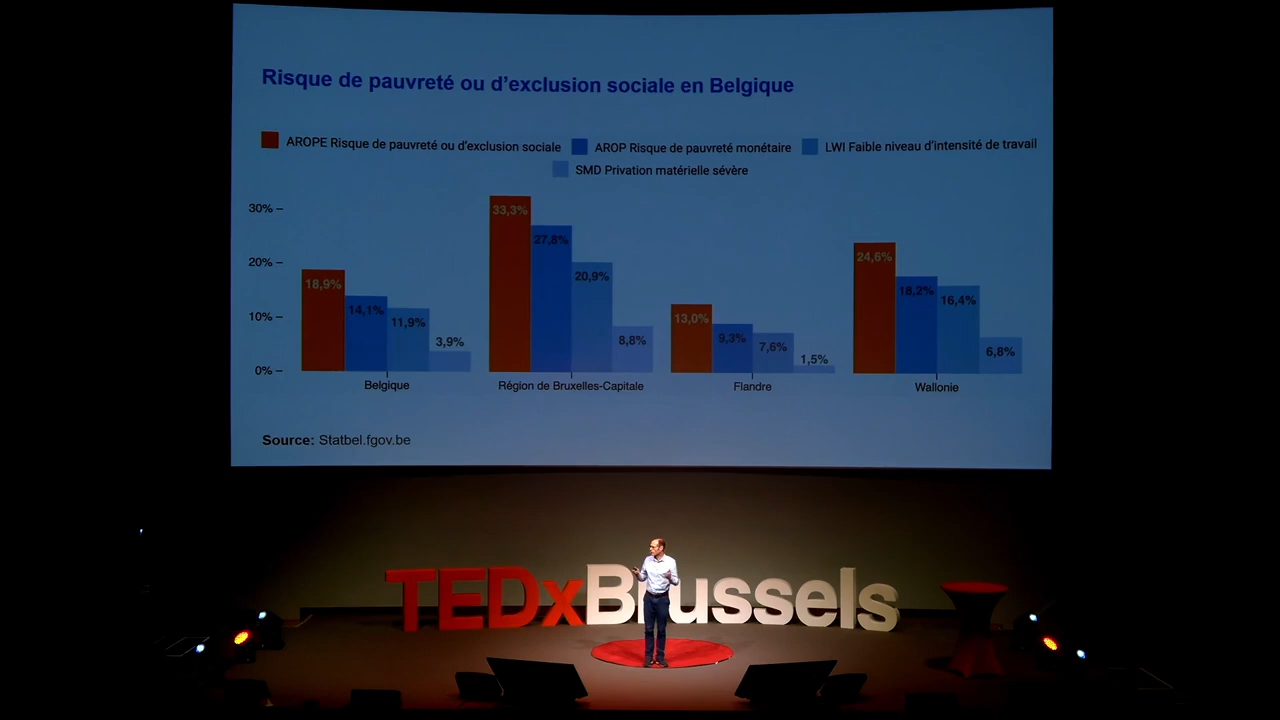 Risque de pauvreté ou d'exclusion sociale en Belgique
AROPE Risque de pauvreté ou d'exclusion sociale AROP Risque de pauvreté monétaire LWI Faible niveau d'intensité de travail
SMD Privation matérielle sévère
30%
20%
10%
0%
18,9% 14,1% 11,9% 3,9%
33,3% 27,8% 20,9% 8,8%
13,0% 9,3% 7,6% 1,5%
24,6% 18,2% 16,4% 6,8%
Belgique Région de Bruxelles-Capitale Flandre Wallonie
Source: Statbel.fgov.be
TEDxBrussels